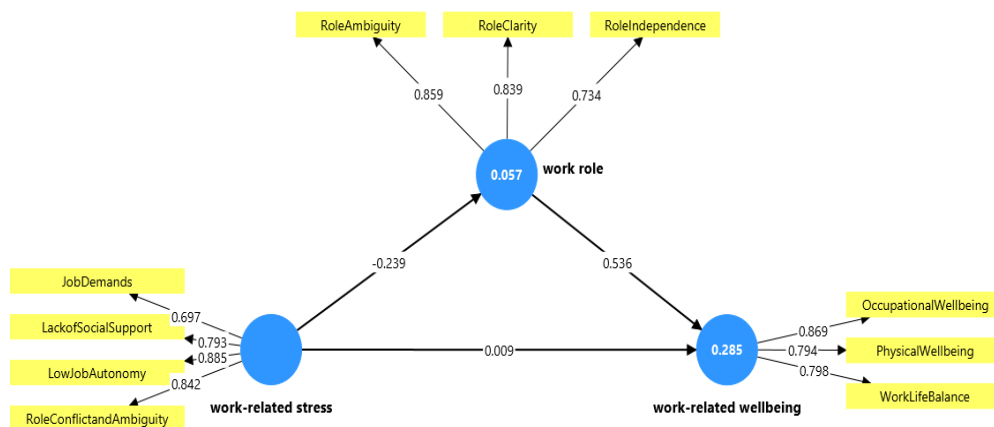 RoleAmbiguity RoleClarity RoleIndependence
0.859 0.839 0.734
0.057 work role
-0.239 0.536
JobDemands
0.697
LackofSocialSupport
0.793
0.885
LowJobAutonomy
0.842
RoleConflictandAmbiguity
work-related stress
0.009
0.285
work-related wellbeing
OccupationalWellbeing
0.869
0.794
PhysicalWellbeing
0.798
WorkLifeBalance